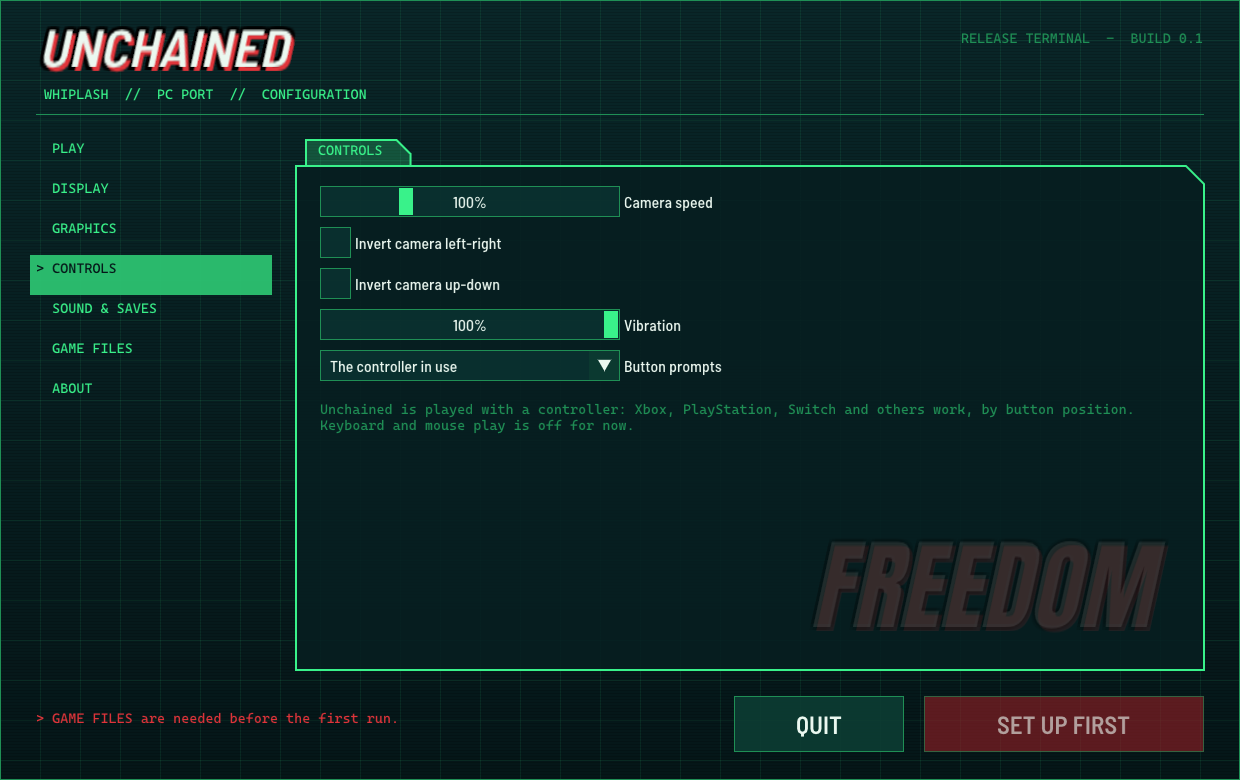 UNCHAINED
RELEASE TERMINAL – BUILD 0.1
WHIPLASH // PC PORT // CONFIGURATION
PLAY
DISPLAY
GRAPHICS
> CONTROLS
SOUND & SAVES
GAME FILES
ABOUT
CONTROLS
100% Camera speed
Invert camera left-right
Invert camera up-down
100% Vibration
The controller in use Button prompts
Unchained is played with a controller: Xbox, PlayStation, Switch and others work, by button position.
Keyboard and mouse play is off for now.
FREEDOM
> GAME FILES are needed before the first run.
QUIT
SET UP FIRST